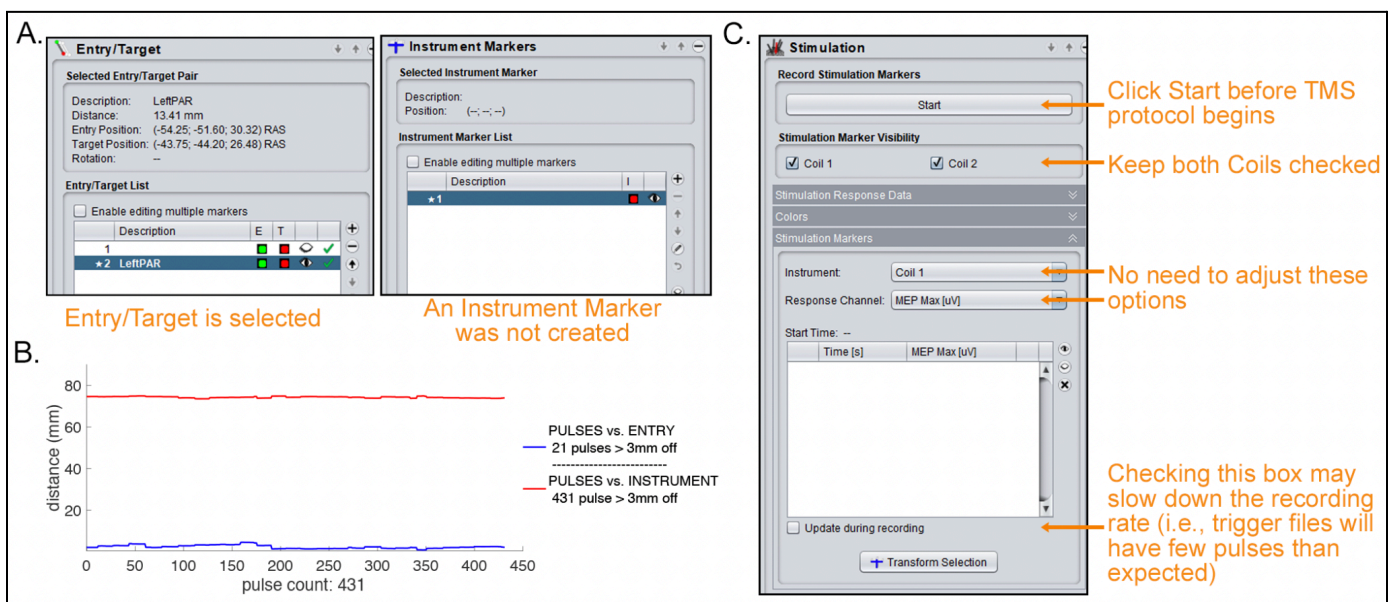 A.
Entry/Target
Selected Entry/Target Pair
Description: LeftPAR
Distance: 13.41 mm
Entry Position: (-54.25; -51.60; 30.32) RAS
Target Position: (-43.75; -44.20; 26.48) RAS
Rotation: --
Entry/Target List
Enable editing multiple markers
Description E T
1
★2 LeftPAR
Entry/Target is selected
Instrument Markers
Selected Instrument Marker
Description:
Position: (--; --; --)
Instrument Marker List
Enable editing multiple markers
Description I
★1
An Instrument Marker
was not created
B.
distance (mm)
80
60
40
20
0 50 100 150 200 250 300 350 400 450
pulse count: 431
PULSES vs. ENTRY
21 pulses > 3mm off
-------------------------
PULSES vs. INSTRUMENT
431 pulse > 3mm off
C.
Stimulation
Record Stimulation Markers
Start
Stimulation Marker Visibility
Coil 1 Coil 2
Stimulation Response Data
Colors
Stimulation Markers
Instrument: Coil 1
Response Channel: MEP Max [uV]
Start Time: --
Time [s] MEP Max [uV]
Update during recording
Transform Selection
Click Start before TMS
protocol begins
Keep both Coils checked
No need to adjust these
options
Checking this box may
slow down the recording
rate (i.e., trigger files will
have few pulses than
expected)